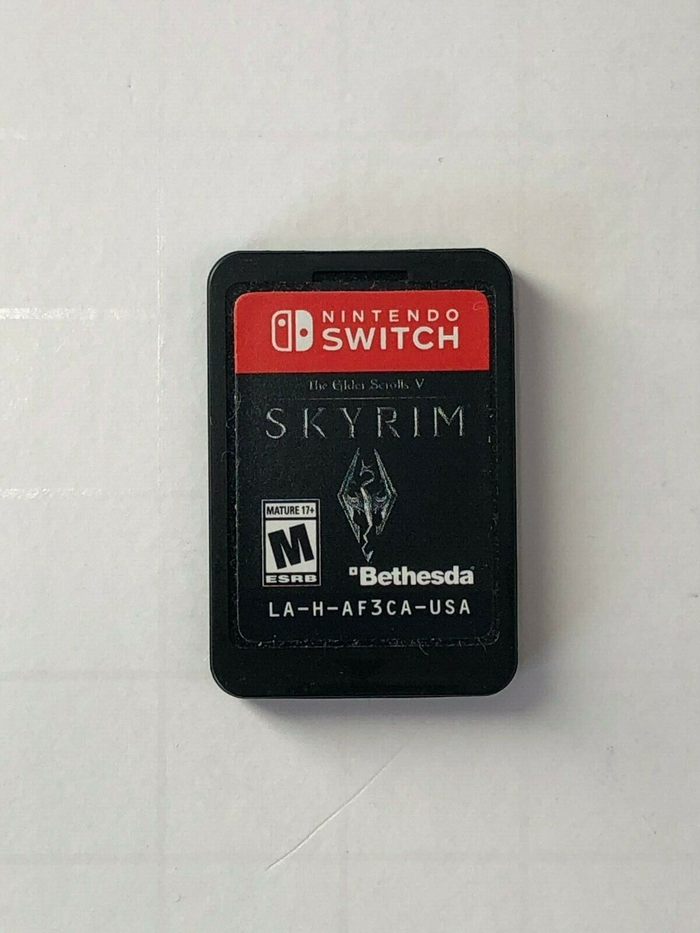 NINTENDO
SWITCH
The Elder Scrolls V
SKYRIM
MATURE 17+
M
ESRB
Bethesda
LA-H-AF3CA-USA